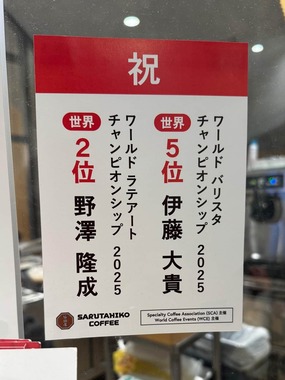 祝
ワールド バリスタ
チャンピオンシップ 2025
世界
5位 伊藤 大貴
ワールド ラテアート
チャンピオンシップ 2025
世界
2位 野澤 隆成
SARUTAHIKO
COFFEE
Specialty Coffee Association (SCA) 主催
World Coffee Events (WCE) 主催